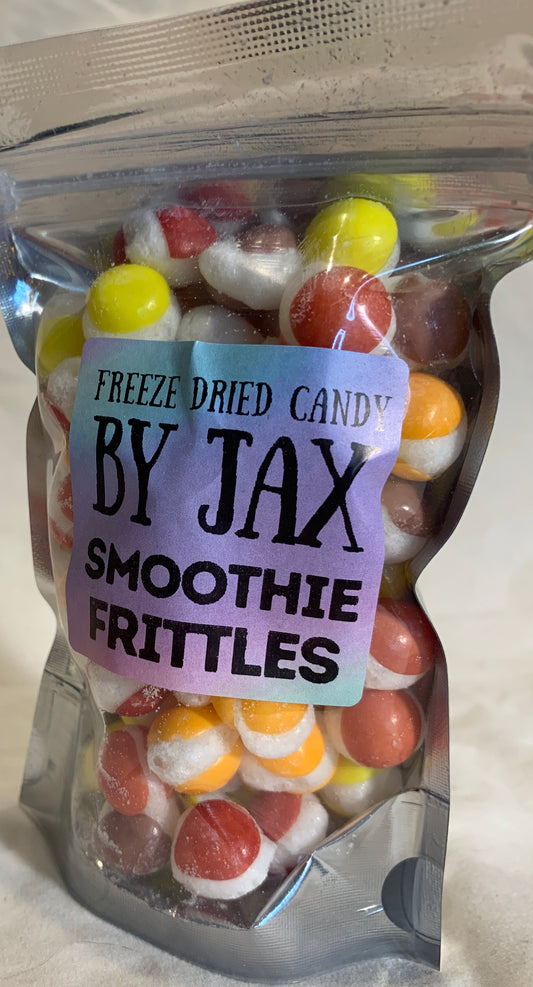 FREEZE DRIED CANDY
BY JAX
SMOOTHIE
FRITTLES